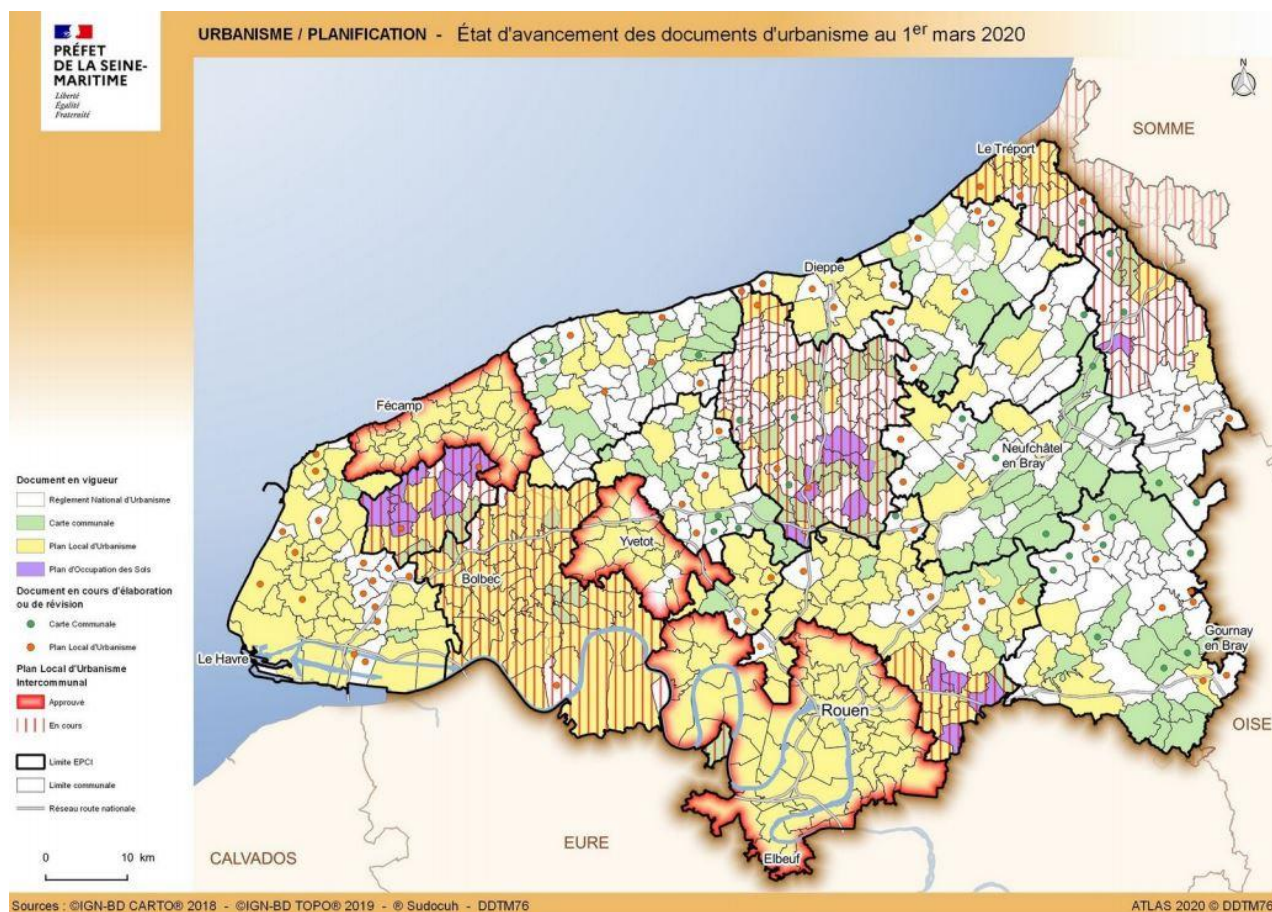 PRÉFET
DE LA SEINE-
MARITIME
Liberté
Égalité
Fraternité
URBANISME / PLANIFICATION - État d'avancement des documents d'urbanisme au 1er mars 2020
N
SOMME
Le Tréport
Dieppe
Fécamp
Neufchâtel
en Bray
Yvetot
Bolbec
Le Havre
Gournay
en Bray
Rouen
OISE
EURE
Elbeuf
CALVADOS
Document en vigueur
Règlement National d'Urbanisme
Carte communale
Plan Local d'Urbanisme
Plan d'Occupation des Sols
Document en cours d'élaboration
ou de révision
Carte Communale
Plan Local d'Urbanisme
Plan Local d'Urbanisme
Intercommunal
Approuvé
En cours
Limite EPCI
Limite communale
Réseau route nationale
0 10 km
Sources : ©IGN-BD CARTO® 2018 - ©IGN-BD TOPO® 2019 - ® Sudocuh - DDTM76
ATLAS 2020 © DDTM76